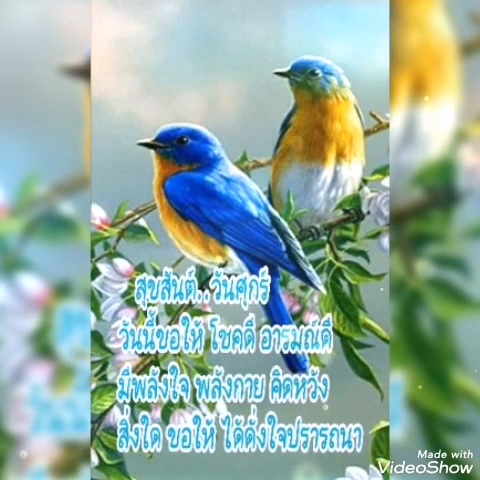 สุขสันต์..วันศุกร์
วันนี้ขอให้ โชคดี อารมณ์ดี
มีพลังใจ พลังกาย คิดหวัง
สิ่งใด ขอให้ ได้ดั่งใจปรารถนา
Made with
VideoShow